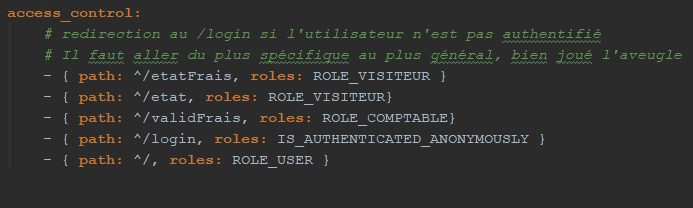 access_control:
# redirection au /login si l'utilisateur n'est pas authentifié
# Il faut aller du plus spécifique au plus général, bien joué l'aveugle
- { path: ^/etatFrais, roles: ROLE_VISITEUR }
- { path: ^/etat, roles: ROLE_VISITEUR}
- { path: ^/validFrais, roles: ROLE_COMPTABLE}
- { path: ^/login, roles: IS_AUTHENTICATED_ANONYMOUSLY }
- { path: ^/, roles: ROLE_USER }